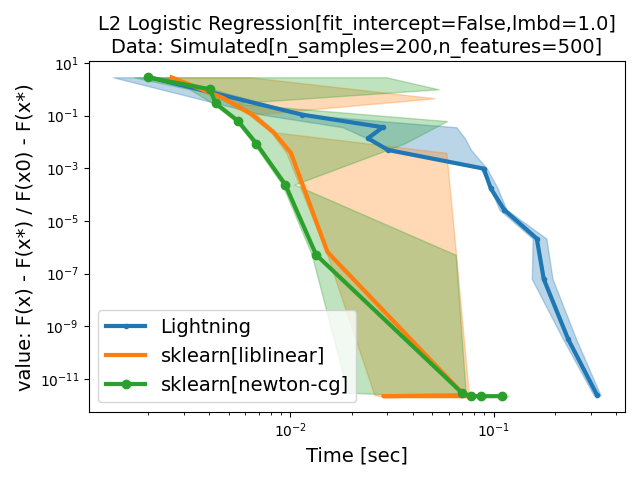 L2 Logistic Regression[fit_intercept=False,lmbd=1.0]
Data: Simulated[n_samples=200,n_features=500]
value: F(x) - F(x*) / F(x0) - F(x*)
10¹
10⁻¹
10⁻³
10⁻⁵
10⁻⁷
10⁻⁹
10⁻¹¹
Lightning
sklearn[liblinear]
sklearn[newton-cg]
10⁻²
10⁻¹
Time [sec]